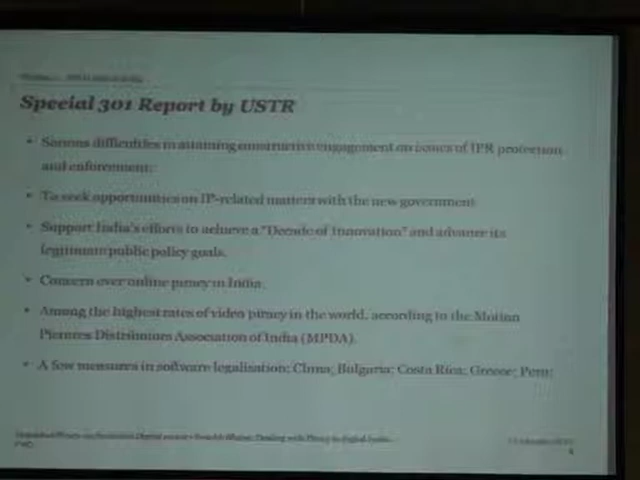 Special 301 Report by USTR
• Serious difficulties in attaining constructive engagement on issues of IPR protection
and enforcement;
• To seek opportunities on IP-related matters with the new government
• Support India's efforts to achieve a "Decade of Innovation" and advance its
legitimate public policy goals.
• Concern over online piracy in India.
• Among the highest rates of video piracy in the world, according to the Motion
Pictures Distributors Association of India (MPDA).
• A few measures in software legalisation: China; Bulgaria; Costa Rica; Greece; Peru;
PwC